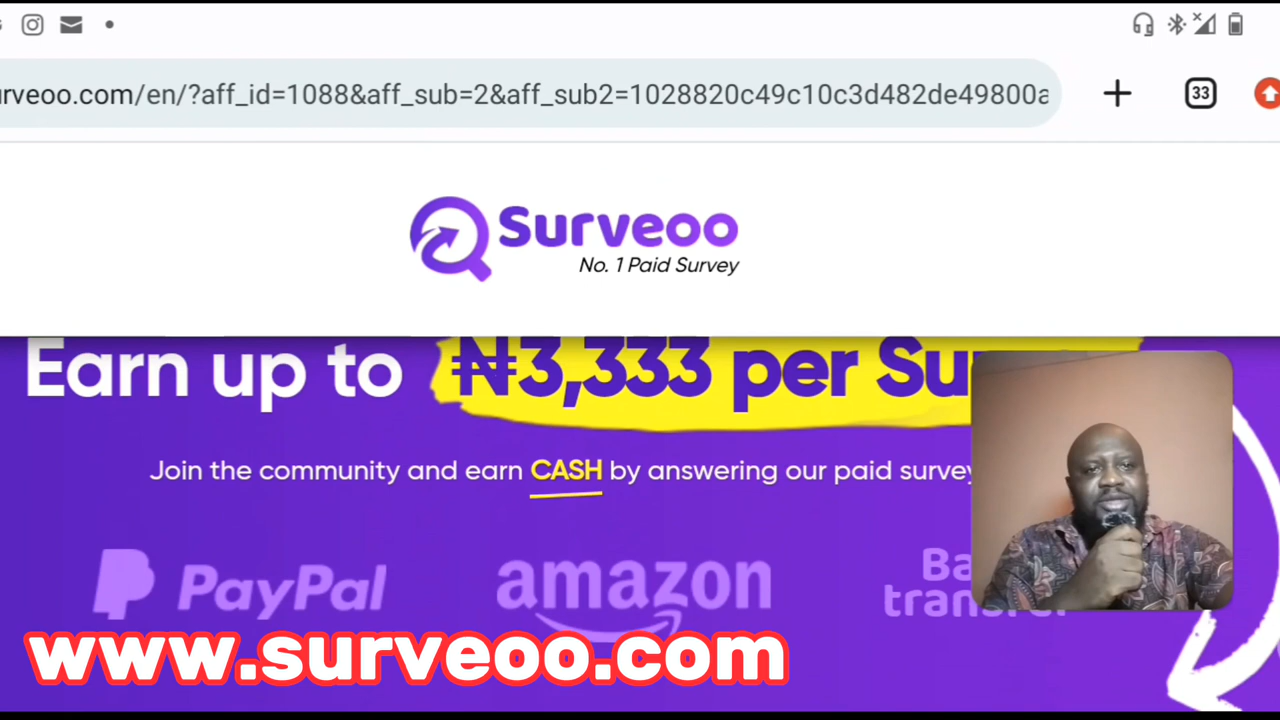 33
rveoo.com/en/?aff_id=1088&aff_sub=2&aff_sub2=1028820c49c10c3d482de49800a
Surveoo
No. 1 Paid Survey
Earn up to ₦3,333 per Su
Join the community and earn CASH by answering our paid survey
PayPal
amazon
Ba
transfer
www.surveoo.com